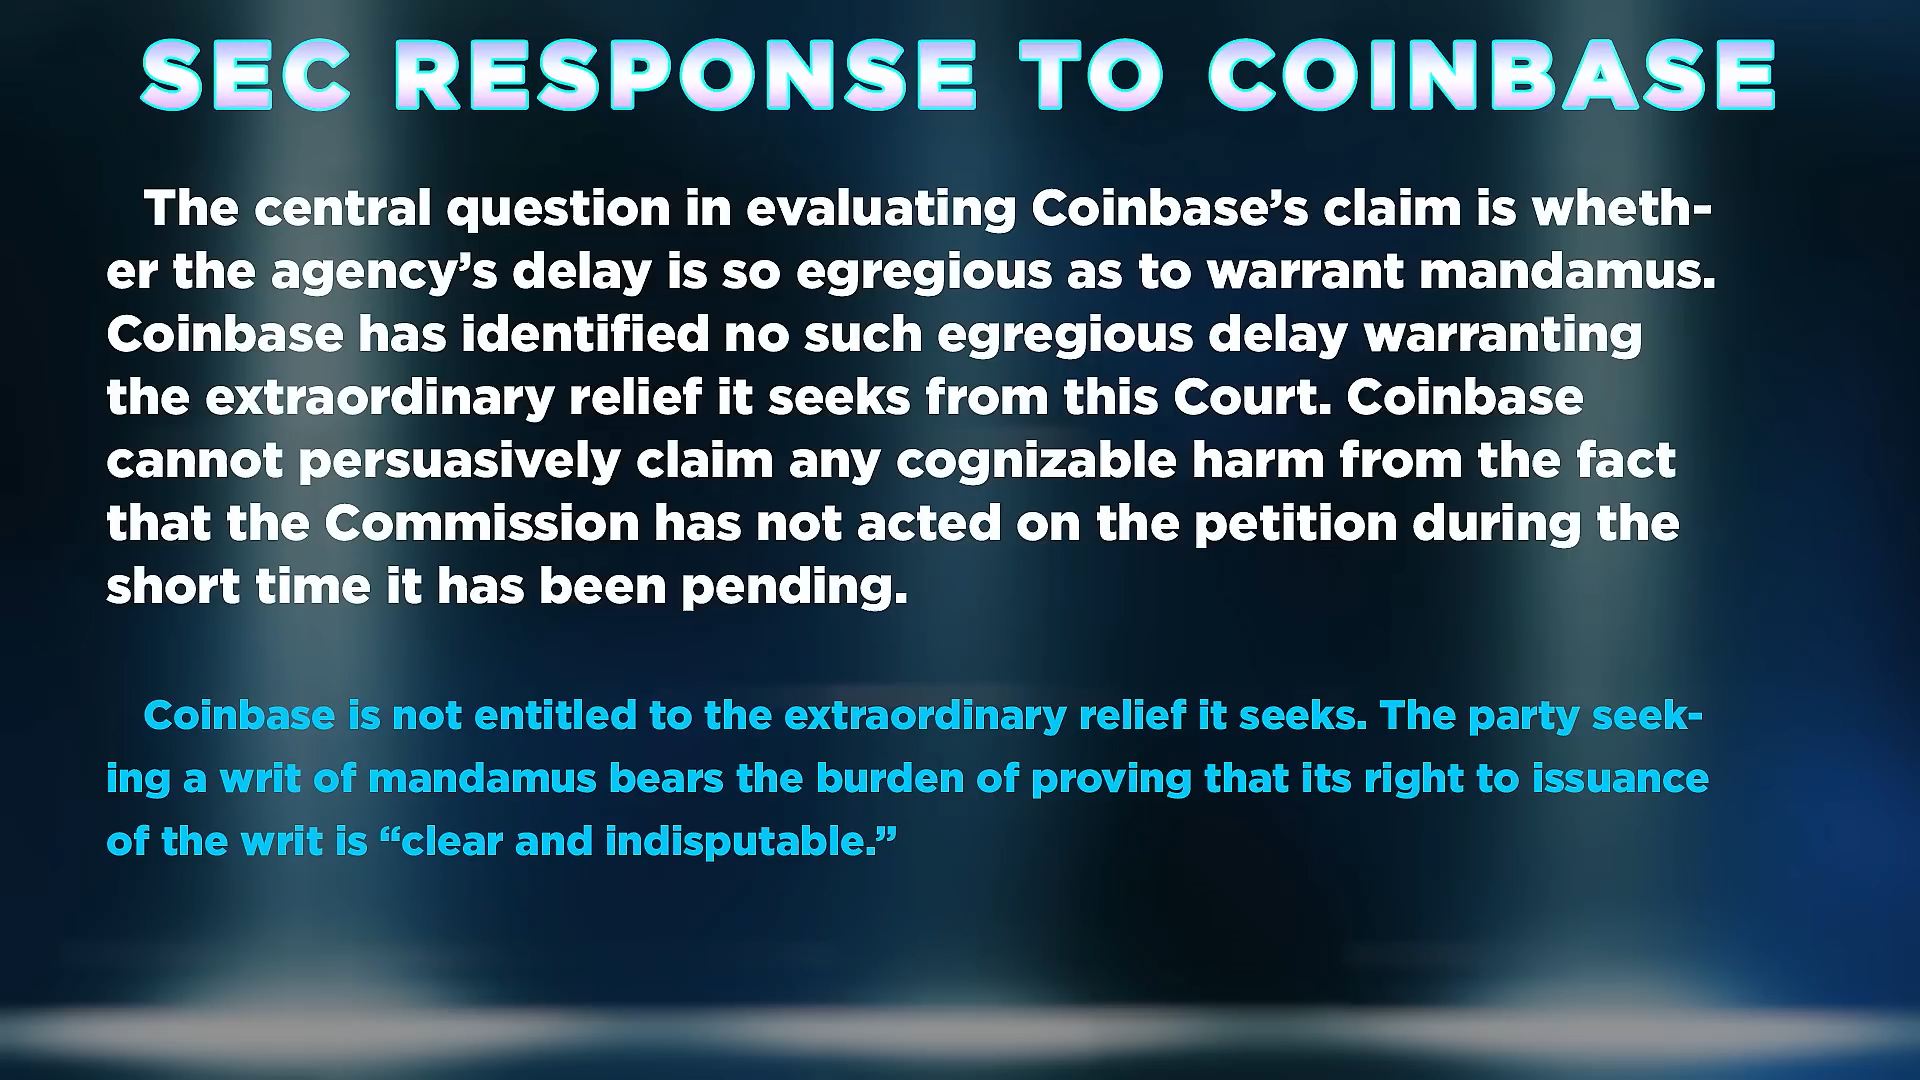 SEC RESPONSE TO COINBASE
The central question in evaluating Coinbase’s claim is wheth-
er the agency’s delay is so egregious as to warrant mandamus.
Coinbase has identified no such egregious delay warranting
the extraordinary relief it seeks from this Court. Coinbase
cannot persuasively claim any cognizable harm from the fact
that the Commission has not acted on the petition during the
short time it has been pending.
Coinbase is not entitled to the extraordinary relief it seeks. The party seek-
ing a writ of mandamus bears the burden of proving that its right to issuance
of the writ is “clear and indisputable.”